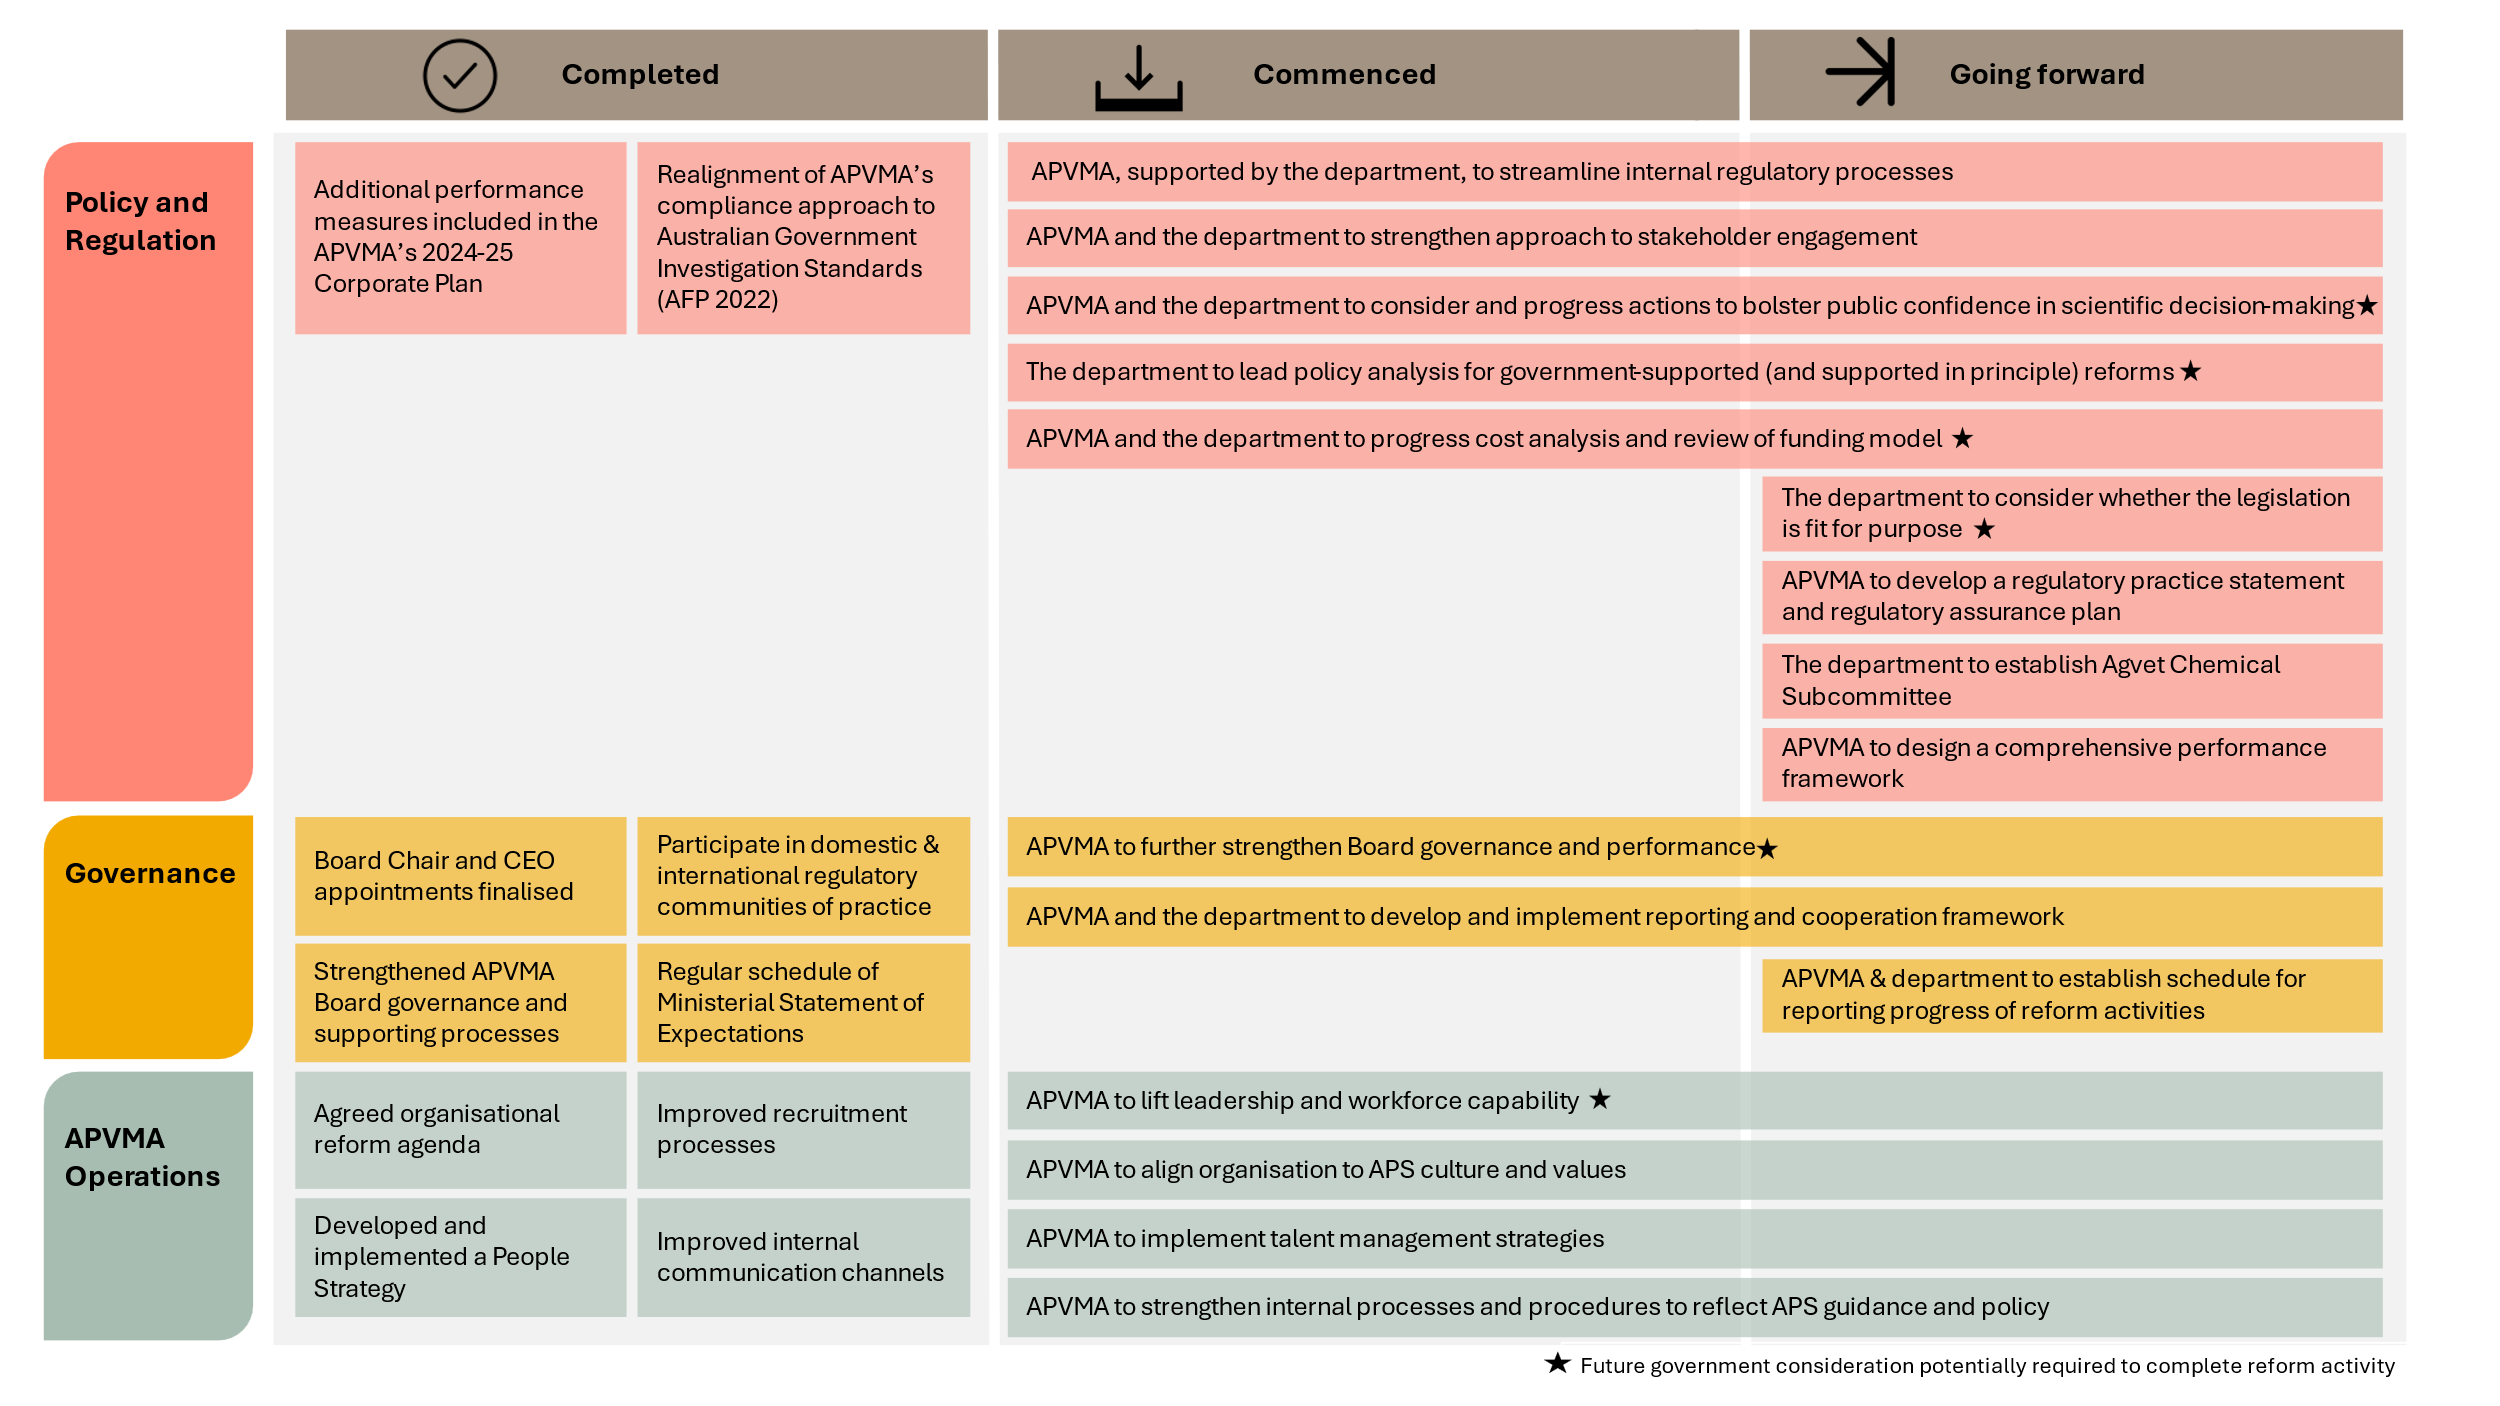 Completed
Commenced
Going forward
Policy and
Regulation
Additional performance
measures included in the
APVMA’s 2024-25
Corporate Plan
Realignment of APVMA’s
compliance approach to
Australian Government
Investigation Standards
(AFP 2022)
APVMA, supported by the department, to streamline internal regulatory processes
APVMA and the department to strengthen approach to stakeholder engagement
APVMA and the department to consider and progress actions to bolster public confidence in scientific decision-making★
The department to lead policy analysis for government-supported (and supported in principle) reforms ★
APVMA and the department to progress cost analysis and review of funding model ★
The department to consider whether the legislation
is fit for purpose ★
APVMA to develop a regulatory practice statement
and regulatory assurance plan
The department to establish Agvet Chemical
Subcommittee
APVMA to design a comprehensive performance
framework
Governance
Board Chair and CEO
appointments finalised
Participate in domestic &
international regulatory
communities of practice
Strengthened APVMA
Board governance and
supporting processes
Regular schedule of
Ministerial Statement of
Expectations
APVMA to further strengthen Board governance and performance★
APVMA and the department to develop and implement reporting and cooperation framework
APVMA & department to establish schedule for
reporting progress of reform activities
APVMA
Operations
Agreed organisational
reform agenda
Improved recruitment
processes
Developed and
implemented a People
Strategy
Improved internal
communication channels
APVMA to lift leadership and workforce capability ★
APVMA to align organisation to APS culture and values
APVMA to implement talent management strategies
APVMA to strengthen internal processes and procedures to reflect APS guidance and policy
★ Future government consideration potentially required to complete reform activity